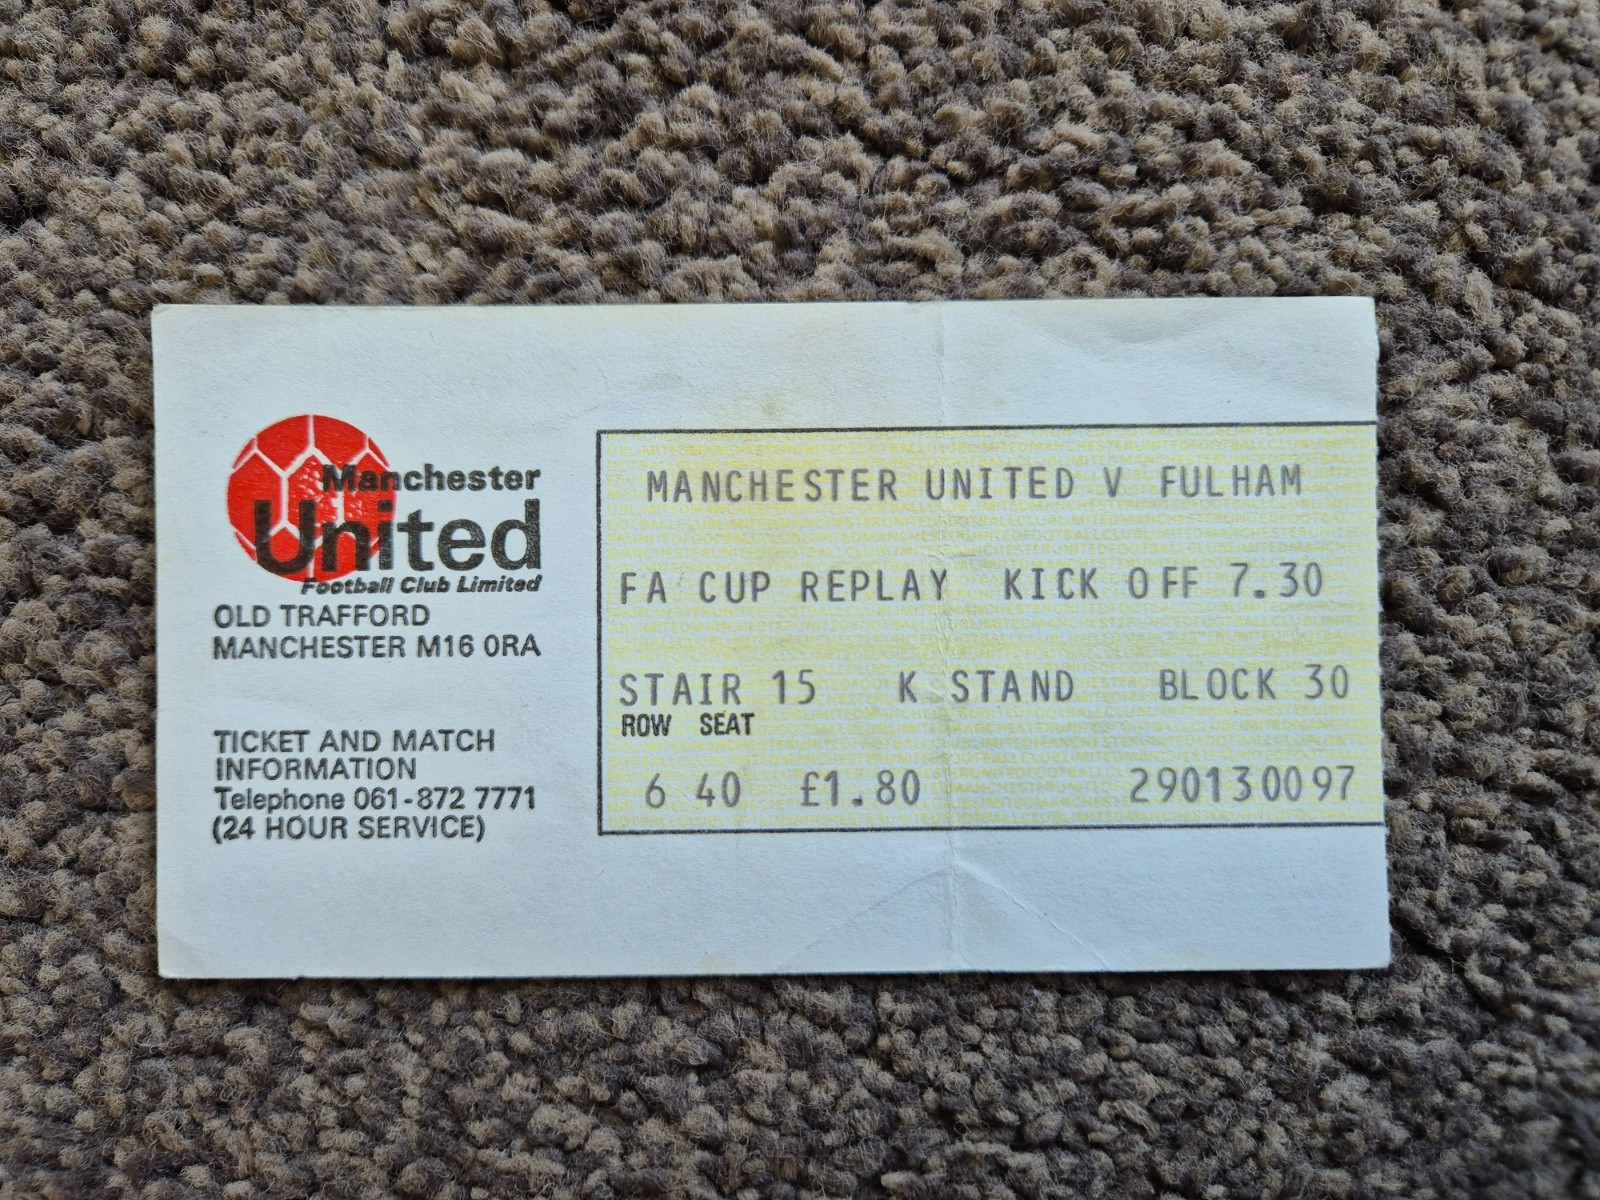 Manchester
United
Football Club Limited
OLD TRAFFORD
MANCHESTER M16 0RA
TICKET AND MATCH
INFORMATION
Telephone 061-872 7771
(24 HOUR SERVICE)
MANCHESTER UNITED V FULHAM
FA CUP REPLAY KICK OFF 7.30
STAIR 15 K STAND BLOCK 30
ROW SEAT
6 40 £1.80 290130097